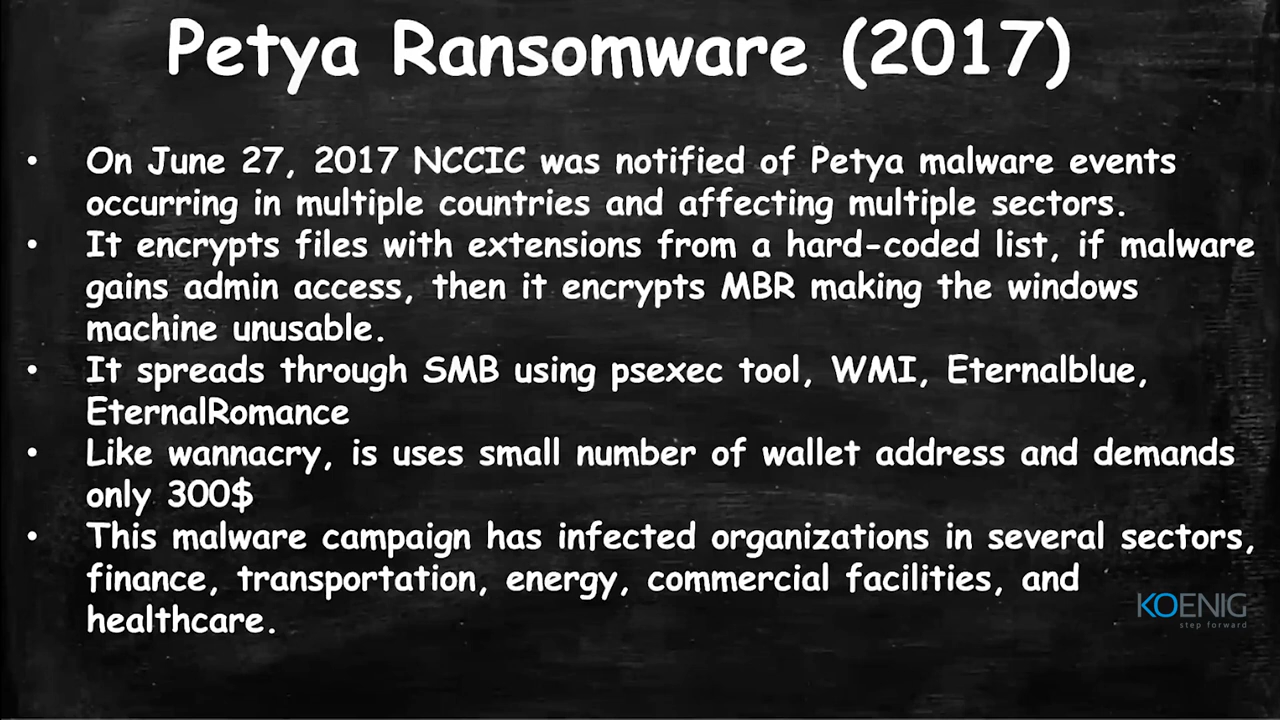 Petya Ransomware (2017)
• On June 27, 2017 NCCIC was notified of Petya malware events
occurring in multiple countries and affecting multiple sectors.
• It encrypts files with extensions from a hard-coded list, if malware
gains admin access, then it encrypts MBR making the windows
machine unusable.
• It spreads through SMB using psexec tool, WMI, Eternalblue,
EternalRomance
• Like wannacry, is uses small number of wallet address and demands
only 300$
• This malware campaign has infected organizations in several sectors,
finance, transportation, energy, commercial facilities, and
healthcare.
KOENIG
step forward